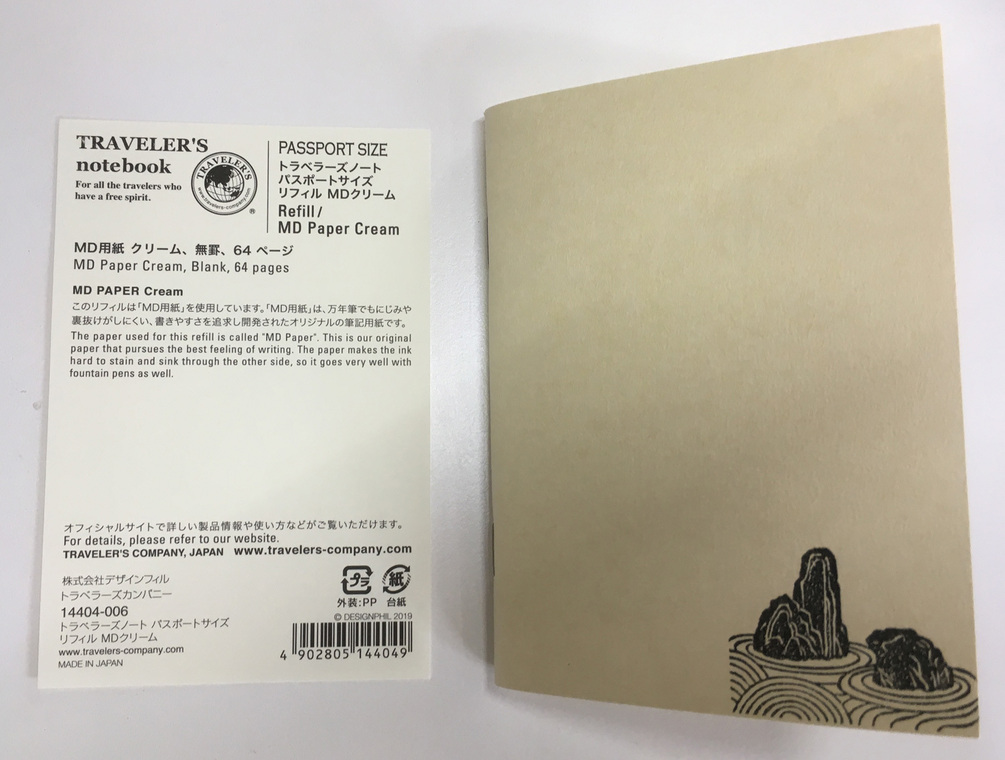 TRAVELER'S
notebook
For all the travelers who
have a free spirit.
TRAVELER'S
www.travelers-company.com
®
PASSPORT SIZE
トラベラーズノート
パスポートサイズ
リフィル MDクリーム
Refill /
MD Paper Cream
MD用紙 クリーム、無罫、64 ページ
MD Paper Cream, Blank, 64 pages
MD PAPER Cream
このリフィルは「MD用紙」を使用しています。「MD用紙」は、万年筆でもにじみや
裏抜けがしにくい、書きやすさを追求し開発されたオリジナルの筆記用紙です。
The paper used for this refill is called "MD Paper". This is our original
paper that pursues the best feeling of writing. The paper makes the ink
hard to stain and sink through the other side, so it goes very well with
fountain pens as well.
オフィシャルサイトで詳しい製品情報や使い方などがご覧いただけます。
For details, please refer to our website.
TRAVELER'S COMPANY, JAPAN www.travelers-company.com
株式会社デザインフィル
トラベラーズカンパニー
14404-006
トラベラーズノート パスポートサイズ
リフィル MDクリーム
www.travelers-company.com
MADE IN JAPAN
プラ 紙
外装:PP 台紙
© DESIGNPHIL 2019
4 902805 144049